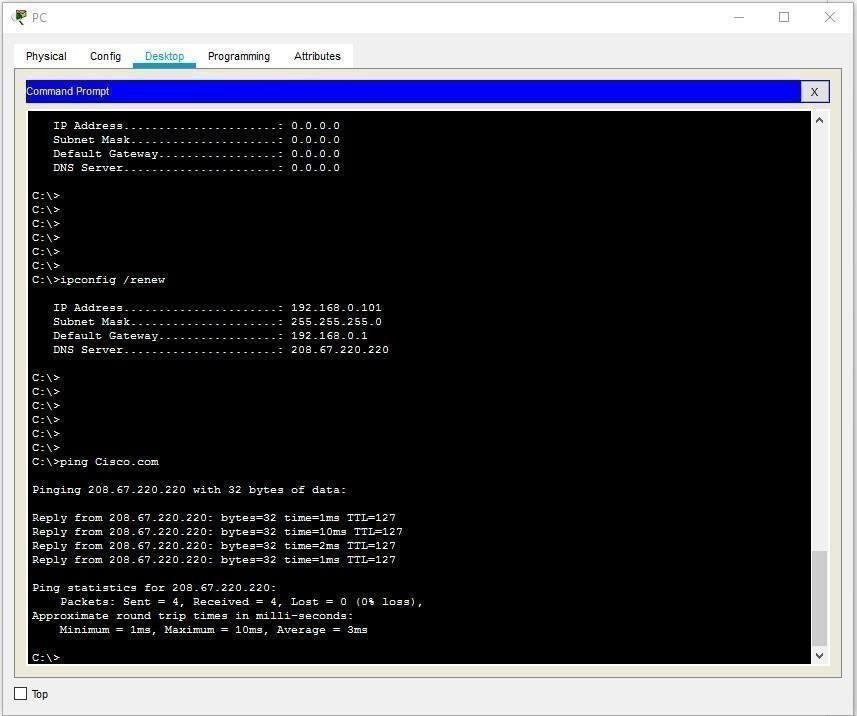 PC
Physical Config Desktop Programming Attributes
Command Prompt X
IP Address......................: 0.0.0.0
Subnet Mask.....................: 0.0.0.0
Default Gateway.................: 0.0.0.0
DNS Server......................: 0.0.0.0
C:\>
C:\>
C:\>
C:\>
C:\>
C:\>
C:\>ipconfig /renew
IP Address......................: 192.168.0.101
Subnet Mask.....................: 255.255.255.0
Default Gateway.................: 192.168.0.1
DNS Server......................: 208.67.220.220
C:\>
C:\>
C:\>
C:\>
C:\>
C:\>
C:\>ping Cisco.com
Pinging 208.67.220.220 with 32 bytes of data:
Reply from 208.67.220.220: bytes=32 time=1ms TTL=127
Reply from 208.67.220.220: bytes=32 time=10ms TTL=127
Reply from 208.67.220.220: bytes=32 time=2ms TTL=127
Reply from 208.67.220.220: bytes=32 time=1ms TTL=127
Ping statistics for 208.67.220.220:
Packets: Sent = 4, Received = 4, Lost = 0 (0% loss),
Approximate round trip times in milli-seconds:
Minimum = 1ms, Maximum = 10ms, Average = 3ms
C:\>
Top